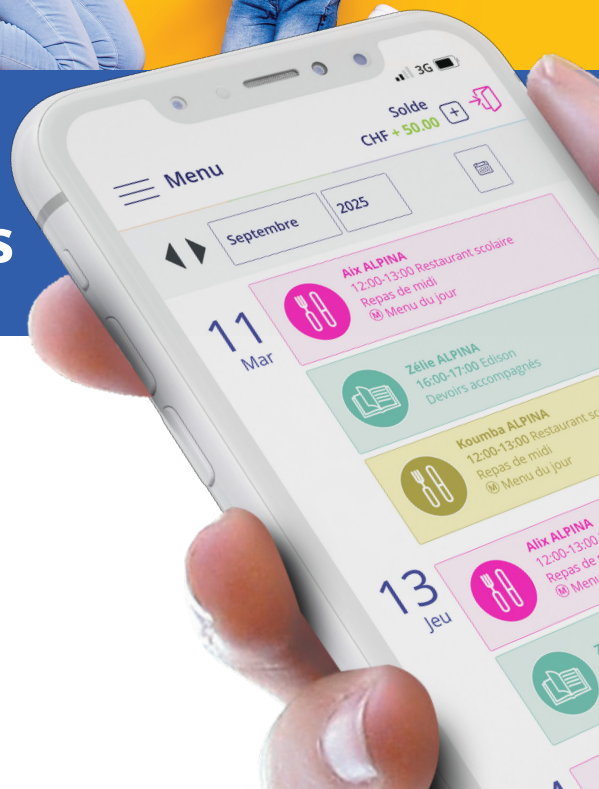 s
3G
Solde
CHF + 50.00
Menu
Septembre
2025
11
Mar
Aix ALPINA
12:00-13:00 Restaurant scolaire
Repas de midi
M Menu du jour
Zélie ALPINA
16:00-17:00 Edison
Devoirs accompagnés
Koumba ALPINA
12:00-13:00 Restaurant sc
Repas de midi
M Menu du jour
13
Jeu
Alix ALPINA
12:00-13:00
Repas de
M Menu